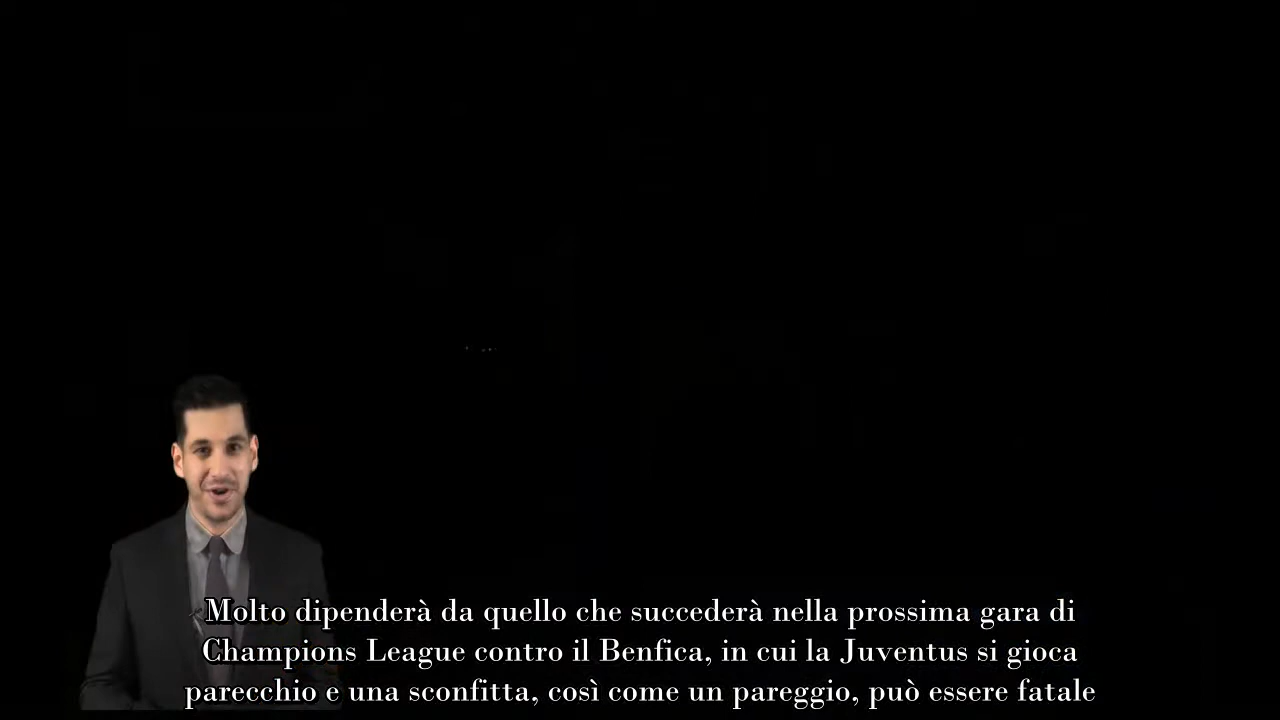 Molto dipenderà da quello che succederà nella prossima gara di
Champions League contro il Benfica, in cui la Juventus si gioca
parecchio e una sconfitta, così come un pareggio, può essere fatale